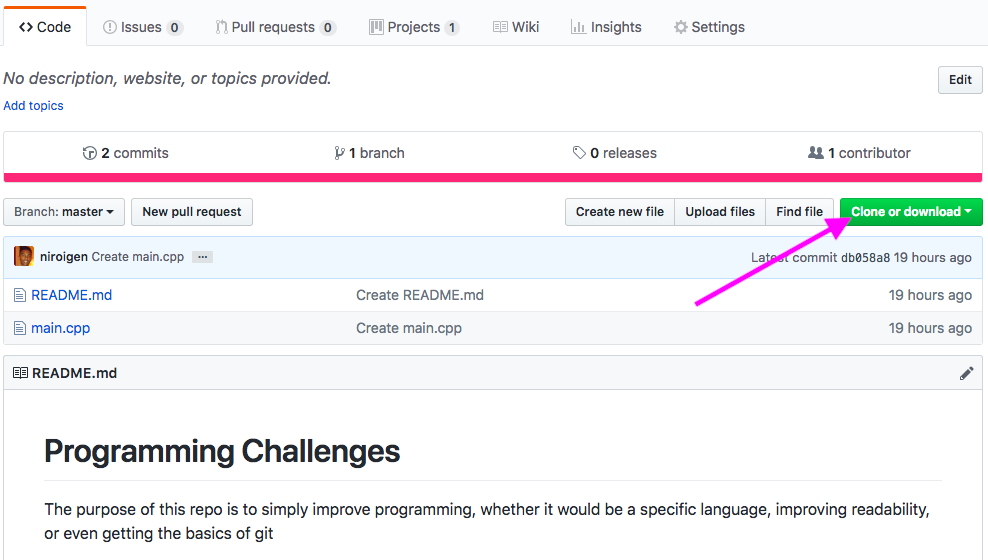 Code Issues 0 Pull requests 0 Projects 1 Wiki Insights Settings
No description, website, or topics provided. Edit
Add topics
2 commits 1 branch 0 releases 1 contributor
Branch: master New pull request Create new file Upload files Find file Clone or download
niroigen Create main.cpp ... Latest commit db058a8 19 hours ago
README.md Create README.md 19 hours ago
main.cpp Create main.cpp 19 hours ago
README.md
Programming Challenges
The purpose of this repo is to simply improve programming, whether it would be a specific language, improving readability,
or even getting the basics of git